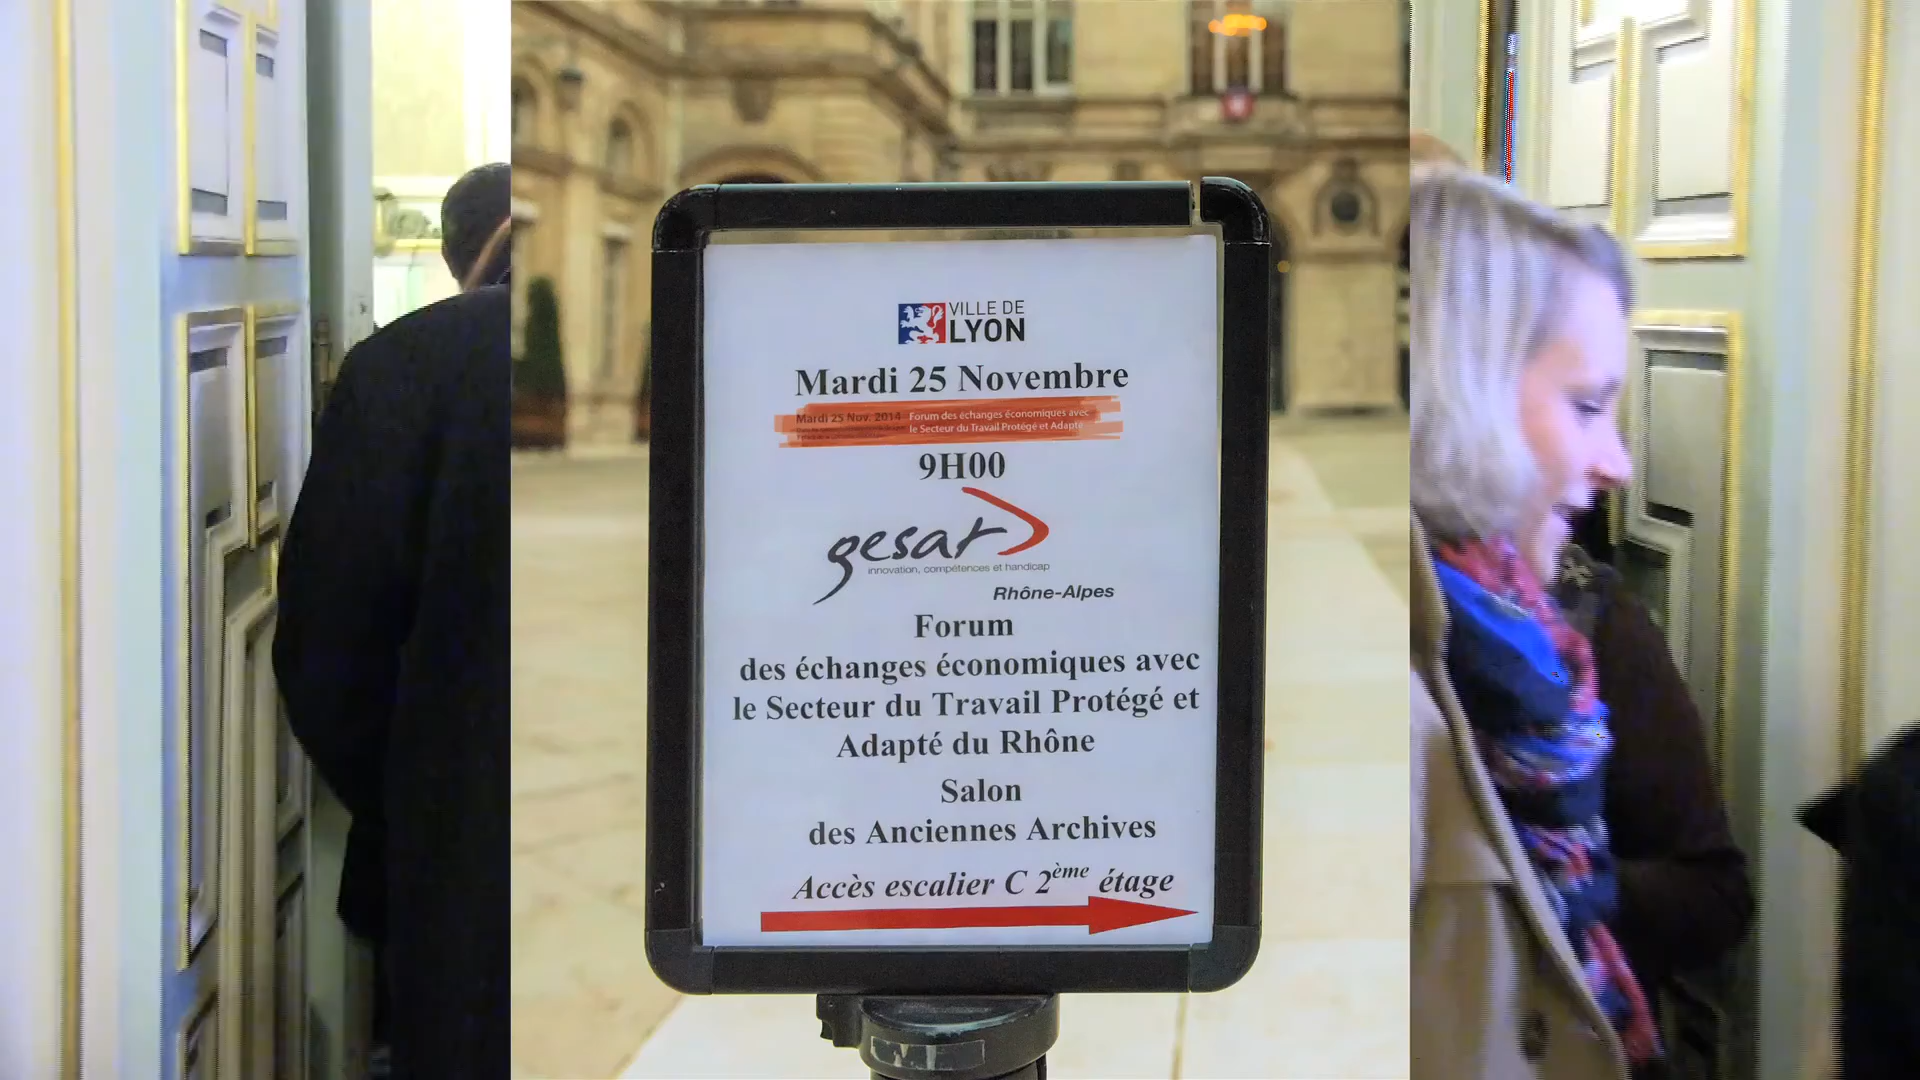 VILLE DE
LYON
Mardi 25 Novembre
Mardi 25 Nov. 2014 Forum des échanges économiques avec
le Secteur du Travail Protégé et Adapté
9H00
gesat
innovation, compétences et handicap
Rhône-Alpes
Forum
des échanges économiques avec
le Secteur du Travail Protégé et
Adapté du Rhône
Salon
des Anciennes Archives
Accès escalier C 2ème étage